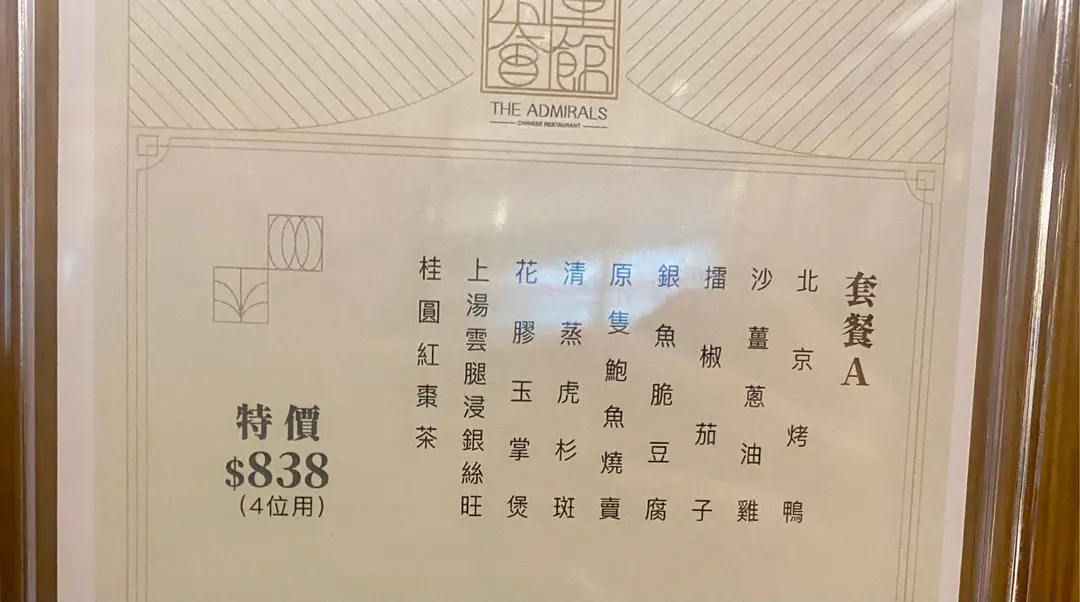 會館
THE ADMIRALS
CHINESE RESTAURANT
套餐A
北京烤鴨
沙薑蔥油雞
擂椒茄子
銀魚脆豆腐
原隻鮑魚燒賣
清蒸虎杉斑
花膠玉掌煲
上湯雲腿浸銀絲旺
桂圓紅棗茶
特價
$838
(4位用)